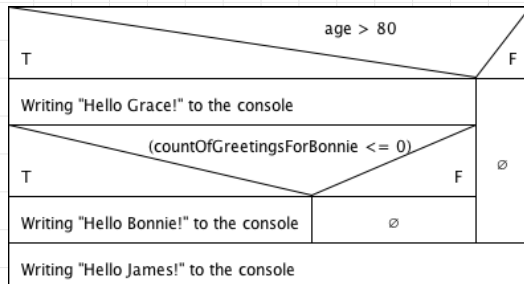 age > 80
T
F
Writing "Hello Grace!" to the console
(countOfGreetingsForBonnie <= 0)
∅
T
F
Writing "Hello Bonnie!" to the console
∅
Writing "Hello James!" to the console